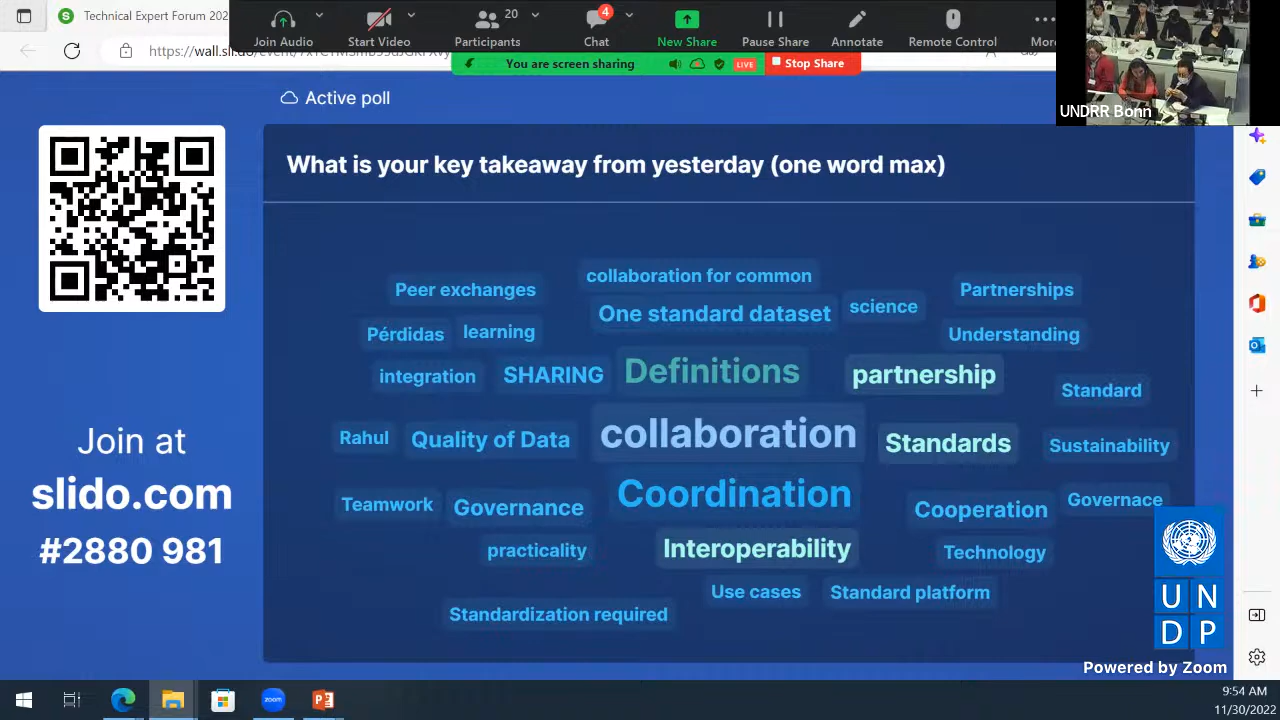 Technical Expert Forum 202
Join Audio
Start Video
Participants
20
Chat
4
New Share
Pause Share
Annotate
Remote Control
More
You are screen sharing
LIVE
Stop Share
UNDRR Bonn
Active poll
What is your key takeaway from yesterday (one word max)
Peer exchanges
collaboration for common
Partnerships
One standard dataset
science
Pérdidas
learning
Understanding
integration
SHARING
Definitions
partnership
Standard
Rahul
Quality of Data
collaboration
Standards
Sustainability
Teamwork
Governance
Coordination
Cooperation
Governace
practicality
Interoperability
Technology
Use cases
Standard platform
Standardization required
Join at
slido.com
#2880 981
U N
D P
Powered by Zoom
zoom
9:54 AM
11/30/2022